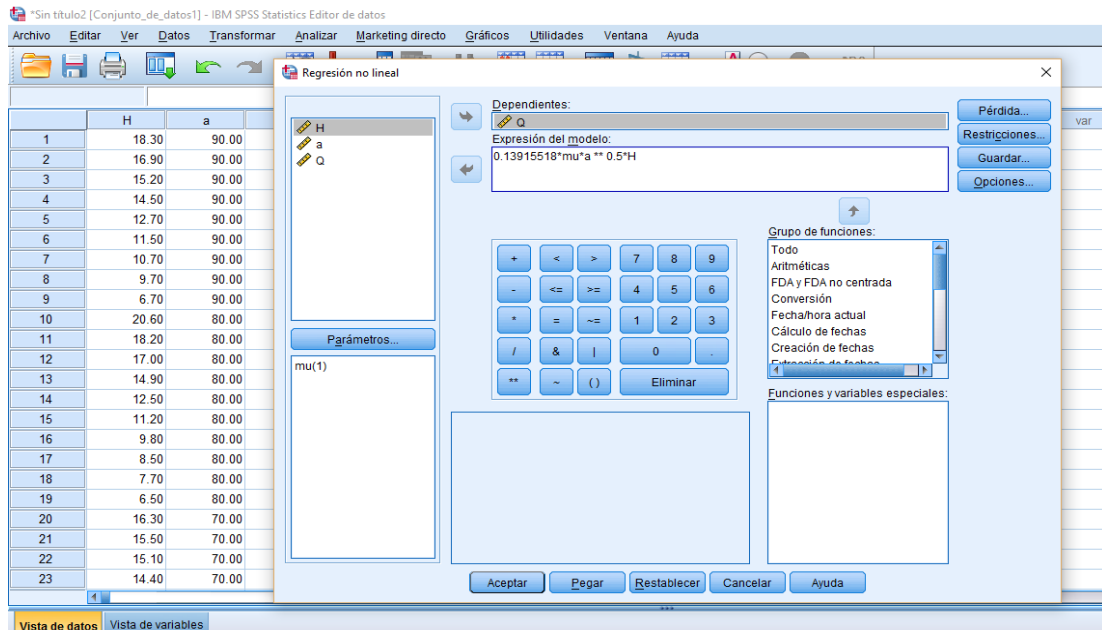 *Sin título2 [Conjunto_de_datos1] - IBM SPSS Statistics Editor de datos
Archivo Editar Ver Datos Transformar Analizar Marketing directo Gráficos Utilidades Ventana Ayuda
Regresión no lineal
H
a
Q
Parámetros...
mu(1)
Dependientes:
Q
Expresión del modelo:
0.13915518*mu*a ** 0.5*H
Pérdida...
Restricciones...
Guardar...
Opciones...
+ < > 7 8 9
- <= >= 4 5 6
* = ~= 1 2 3
/ & | 0 .
** ~ () Eliminar
Grupo de funciones:
Todo
Aritméticas
FDA y FDA no centrada
Conversión
Fecha/hora actual
Cálculo de fechas
Creación de fechas
Extracción de fechas
Funciones y variables especiales:
Aceptar Pegar Restablecer Cancelar Ayuda
H a var
1 18.30 90.00
2 16.90 90.00
3 15.20 90.00
4 14.50 90.00
5 12.70 90.00
6 11.50 90.00
7 10.70 90.00
8 9.70 90.00
9 6.70 90.00
10 20.60 80.00
11 18.20 80.00
12 17.00 80.00
13 14.90 80.00
14 12.50 80.00
15 11.20 80.00
16 9.80 80.00
17 8.50 80.00
18 7.70 80.00
19 6.50 80.00
20 16.30 70.00
21 15.50 70.00
22 15.10 70.00
23 14.40 70.00
Vista de datos Vista de variables